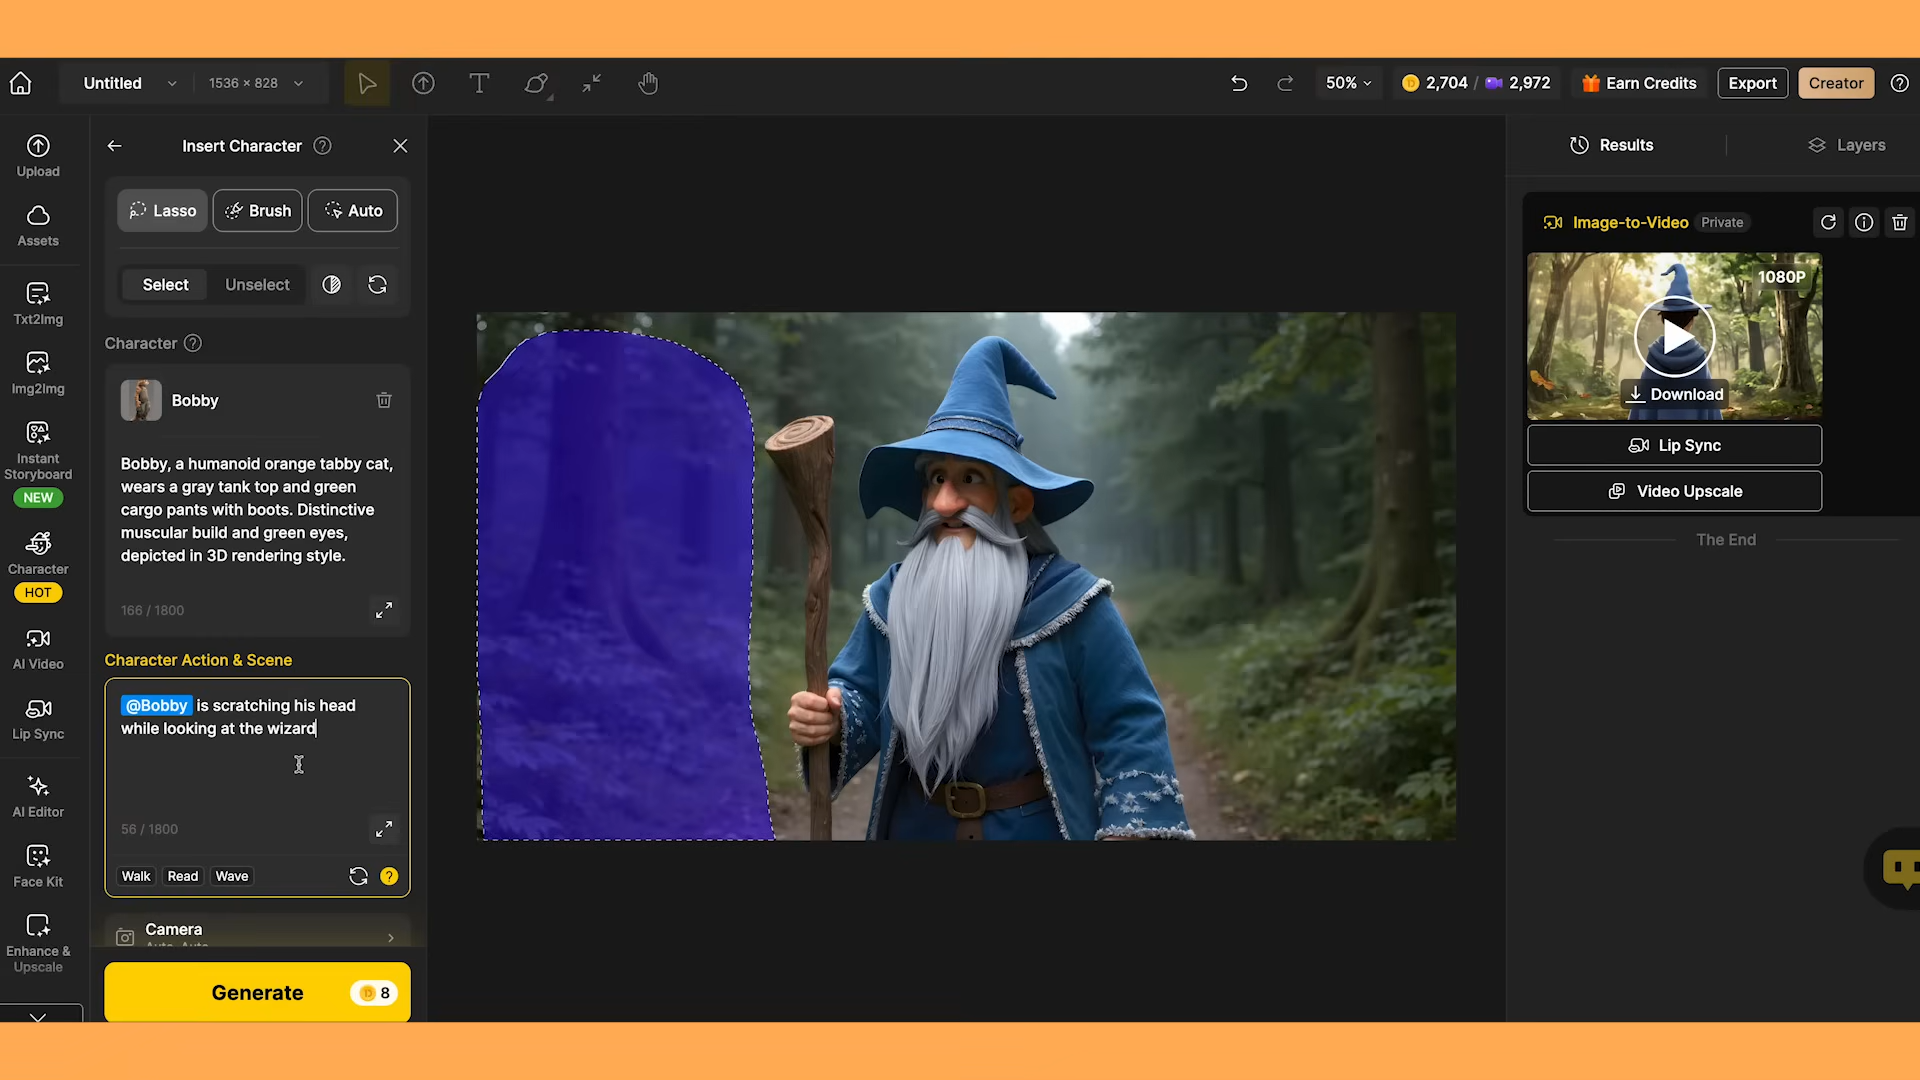 Untitled
1536 × 828
50%
2,704 / 2,972
Earn Credits
Export
Creator
Upload
Assets
Txt2Img
Img2Img
Instant
Storyboard
NEW
Character
HOT
AI Video
Lip Sync
AI Editor
Face Kit
Enhance &
Upscale
Insert Character
Lasso
Brush
Auto
Select
Unselect
Character
Bobby
Bobby, a humanoid orange tabby cat,
wears a gray tank top and green
cargo pants with boots. Distinctive
muscular build and green eyes,
depicted in 3D rendering style.
166 / 1800
Character Action & Scene
@Bobby is scratching his head
while looking at the wizard
56 / 1800
Walk
Read
Wave
Camera
Auto, Auto
Generate
8
Results
Layers
Image-to-Video
Private
1080P
Download
Lip Sync
Video Upscale
The End